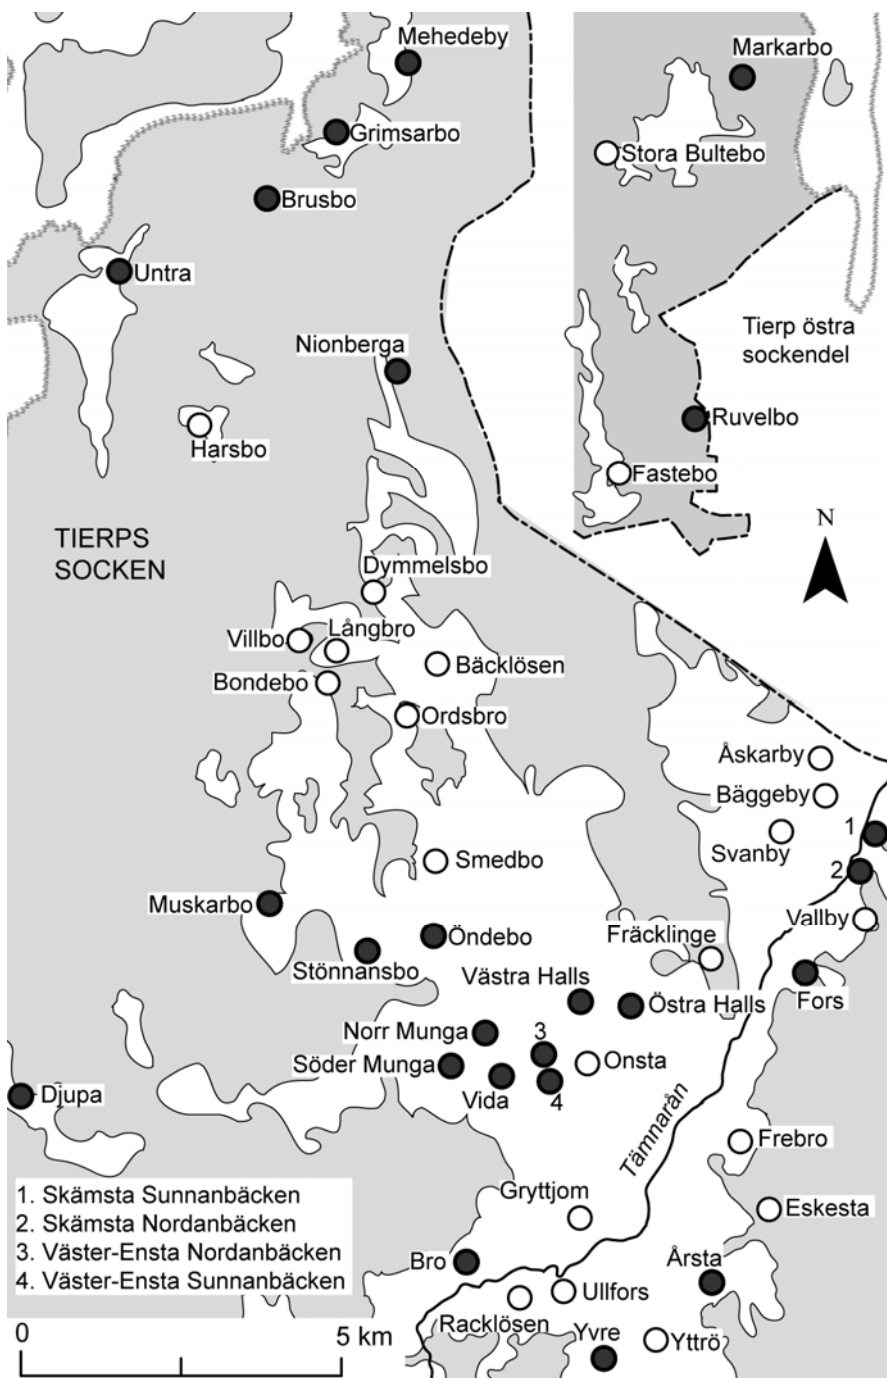 Mehedeby
Markarbo
Grimsarbo
Stora Bultebo
Brusbo
Untra
Tierp östra
sockendel
Nionberga
Ruvelbo
Harsbo
Fastebo
N
TIERPS
SOCKEN
Dymmelsbo
Villbo
Långbro
Bäcklösen
Bondebo
Ordsbro
Åskarby
Bäggeby
1
Svanby
Smedbo
2
Muskarbo
Vallby
Öndebo
Fräcklinge
Stönnansbo
Västra Halls
Östra Halls
Fors
Norr Munga
3
Söder Munga
Onsta
Vida
4
Djupa
Tämnarån
Frebro
Gryttjom
Eskesta
1. Skämsta Sunnanbäcken
2. Skämsta Nordanbäcken
3. Väster-Ensta Nordanbäcken
4. Väster-Ensta Sunnanbäcken
Bro
Årsta
Ullfors
Racklösen
Yvre
Yttrö
0
5 km